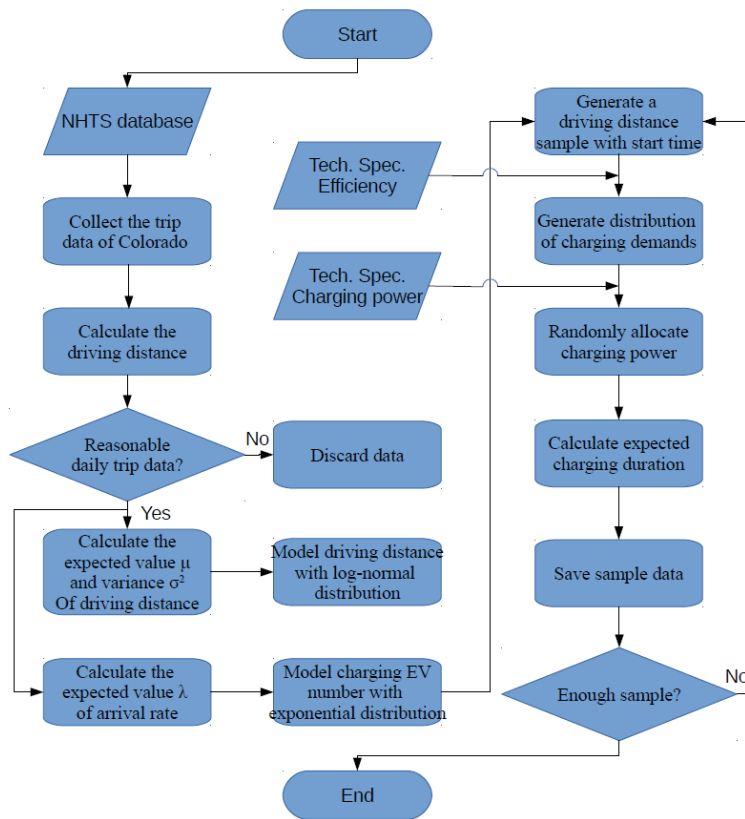 Start
NHTS database
Collect the trip
data of Colorado
Calculate the
driving distance
Reasonable
daily trip data?
No
Discard data
Yes
Calculate the
expected value μ
and variance σ²
Of driving distance
Model driving distance
with log-normal
distribution
Calculate the
expected value λ
of arrival rate
Model charging EV
number with
exponential distribution
Generate a
driving distance
sample with start time
Tech. Spec.
Efficiency
Generate distribution
of charging demands
Tech. Spec.
Charging power
Randomly allocate
charging power
Calculate expected
charging duration
Save sample data
Enough sample?
No
End